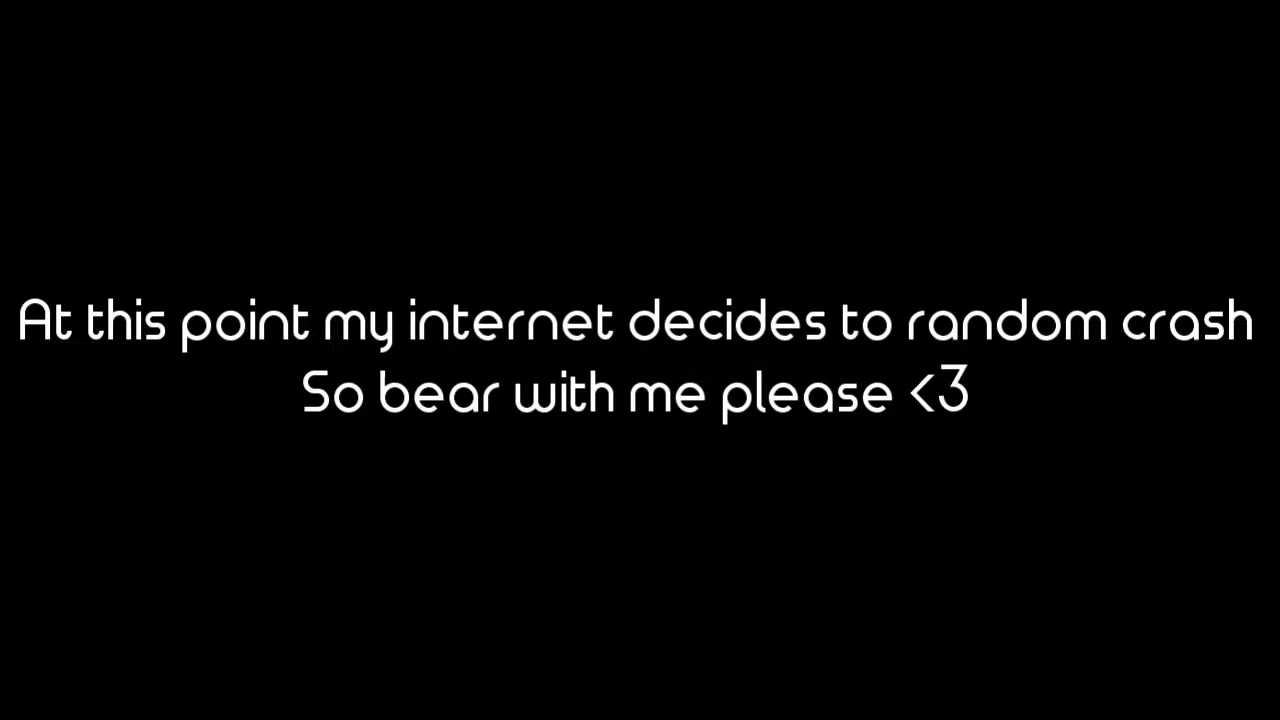 At this point my internet decides to random crash
So bear with me please <3